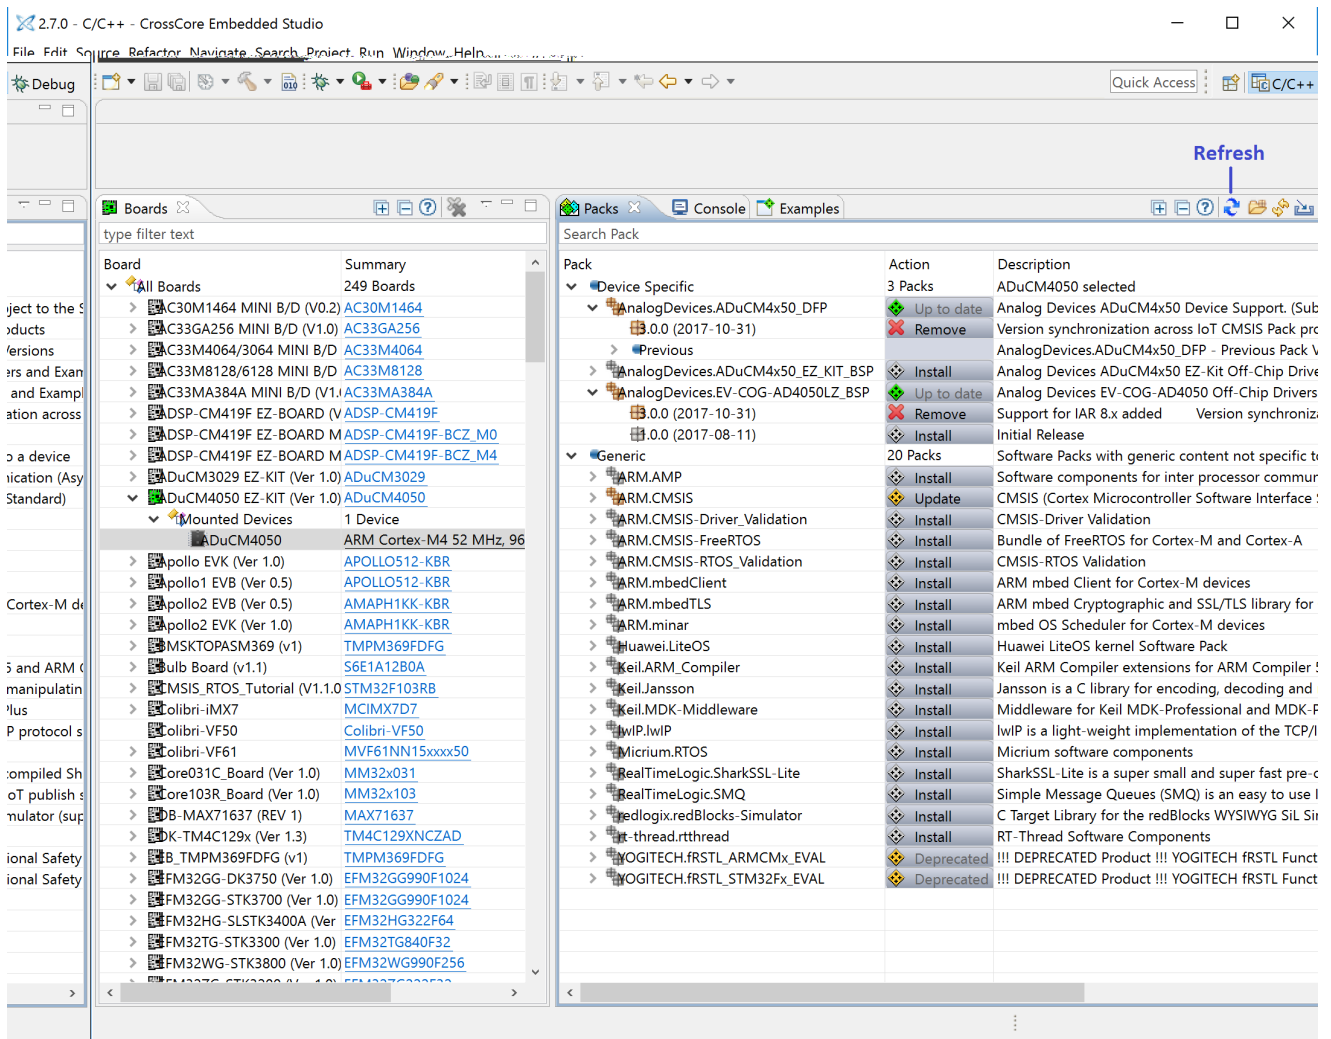 2.7.0 - C/C++ - CrossCore Embedded Studio
File Edit Source Refactor Navigate Search Project Run Window Help
Debug
Quick Access
C/C++
Refresh
Boards
type filter text
Board Summary
All Boards 249 Boards
AC30M1464 MINI B/D (V0.2) AC30M1464
AC33GA256 MINI B/D (V1.0) AC33GA256
AC33M4064/3064 MINI B/D AC33M4064
AC33M8128/6128 MINI B/D AC33M8128
AC33MA384A MINI B/D (V1. AC33MA384A
ADSP-CM419F EZ-BOARD (V ADSP-CM419F
ADSP-CM419F EZ-BOARD M ADSP-CM419F-BCZ_M0
ADSP-CM419F EZ-BOARD M ADSP-CM419F-BCZ_M4
ADuCM3029 EZ-KIT (Ver 1.0) ADuCM3029
ADuCM4050 EZ-KIT (Ver 1.0) ADuCM4050
Mounted Devices 1 Device
ADuCM4050 ARM Cortex-M4 52 MHz, 96
Apollo EVK (Ver 1.0) APOLLO512-KBR
Apollo1 EVB (Ver 0.5) APOLLO512-KBR
Apollo2 EVB (Ver 0.5) AMAPH1KK-KBR
Apollo2 EVB (Ver 1.0) AMAPH1KK-KBR
BMSKTOPASM369 (v1) TMPM369FDFG
Bulb Board (v1.1) S6E1A12B0A
CMSIS_RTOS_Tutorial (V1.1.0 STM32F103RB
Colibri-iMX7 MCIMX7D7
Colibri-VF50 Colibri-VF50
Colibri-VF61 MVF61NN15xxxx50
Core031C_Board (Ver 1.0) MM32x031
Core103R_Board (Ver 1.0) MM32x103
DB-MAX71637 (REV 1) MAX71637
DK-TM4C129x (Ver 1.3) TM4C129XNCZAD
EB_TMPM369FDFG (v1) TMPM369FDFG
EFM32GG-DK3750 (Ver 1.0) EFM32GG990F1024
EFM32GG-STK3700 (Ver 1.0) EFM32GG990F1024
EFM32HG-SLSTK3400A (Ver EFM32HG322F64
EFM32TG-STK3300 (Ver 1.0) EFM32TG840F32
EFM32WG-STK3800 (Ver 1.0) EFM32WG990F256
Packs Console Examples
Search Pack
Pack Action Description
Device Specific 3 Packs ADuCM4050 selected
AnalogDevices.ADuCM4x50_DFP Up to date Analog Devices ADuCM4x50 Device Support. (Sub
3.0.0 (2017-10-31) Remove Version synchronization across IoT CMSIS Pack pro
Previous AnalogDevices.ADuCM4x50_DFP - Previous Pack V
AnalogDevices.ADuCM4x50_EZ_KIT_BSP Install Analog Devices ADuCM4x50 EZ-Kit Off-Chip Drive
AnalogDevices.EV-COG-AD4050LZ_BSP Up to date Analog Devices EV-COG-AD4050 Off-Chip Drivers
3.0.0 (2017-10-31) Remove Support for IAR 8.x added Version synchroniza
1.0.0 (2017-08-11) Install Initial Release
Generic 20 Packs Software Packs with generic content not specific to
ARM.AMP Install Software components for inter processor commun
ARM.CMSIS Update CMSIS (Cortex Microcontroller Software Interface
ARM.CMSIS-Driver_Validation Install CMSIS-Driver Validation
ARM.CMSIS-FreeRTOS Install Bundle of FreeRTOS for Cortex-M and Cortex-A
ARM.CMSIS-RTOS_Validation Install CMSIS-RTOS Validation
ARM.mbedClient Install ARM mbed Client for Cortex-M devices
ARM.mbedTLS Install ARM mbed Cryptographic and SSL/TLS library for
ARM.minar Install mbed OS Scheduler for Cortex-M devices
Huawei.LiteOS Install Huawei LiteOS kernel Software Pack
Keil.ARM_Compiler Install Keil ARM Compiler extensions for ARM Compiler 5
Keil.Jansson Install Jansson is a C library for encoding, decoding and
Keil.MDK-Middleware Install Middleware for Keil MDK-Professional and MDK-P
lwIP.lwIP Install lwIP is a light-weight implementation of the TCP/I
Micrium.RTOS Install Micrium software components
RealTimeLogic.SharkSSL-Lite Install SharkSSL-Lite is a super small and super fast pre-c
RealTimeLogic.SMQ Install Simple Message Queues (SMQ) is an easy to use I
redlogix.redBlocks-Simulator Install C Target Library for the redBlocks WYSIWYG SiL Sir
rt-thread.rtthread Install RT-Thread Software Components
YOGITECH.fRSTL_ARMCMx_EVAL Deprecated !!! DEPRECATED Product !!! YOGITECH fRSTL Funct
YOGITECH.fRSTL_STM32Fx_EVAL Deprecated !!! DEPRECATED Product !!! YOGITECH fRSTL Funct